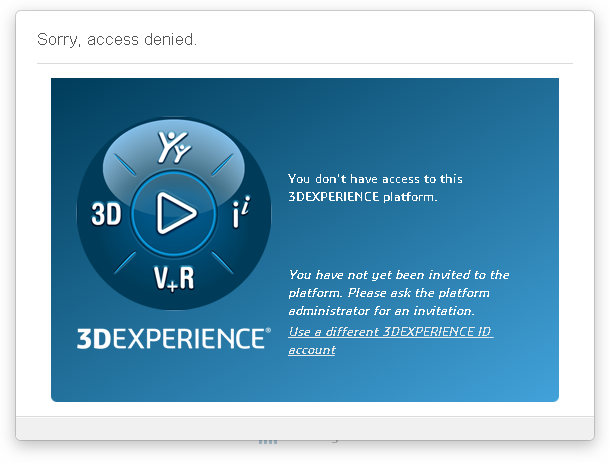 Sorry, access denied.
3D
i i
V+R
3DEXPERIENCE®
You don't have access to this
3DEXPERIENCE platform.
You have not yet been invited to the
platform. Please ask the platform
administrator for an invitation.
Use a different 3DEXPERIENCE ID
account